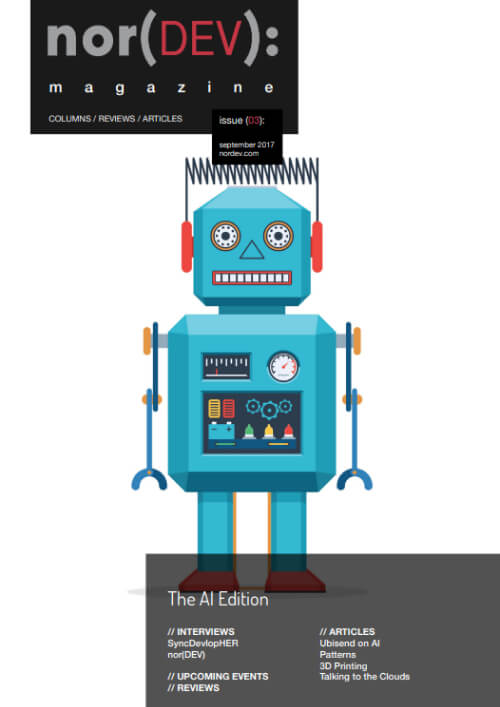 nor(DEV):
magazine
COLUMNS / REVIEWS / ARTICLES
issue (03):
september 2017
nordev.com
The AI Edition
// INTERVIEWS
SyncDevlopHER
nor(DEV)
// UPCOMING EVENTS
// REVIEWS
// ARTICLES
Ubisend on AI
Patterns
3D Printing
Talking to the Clouds